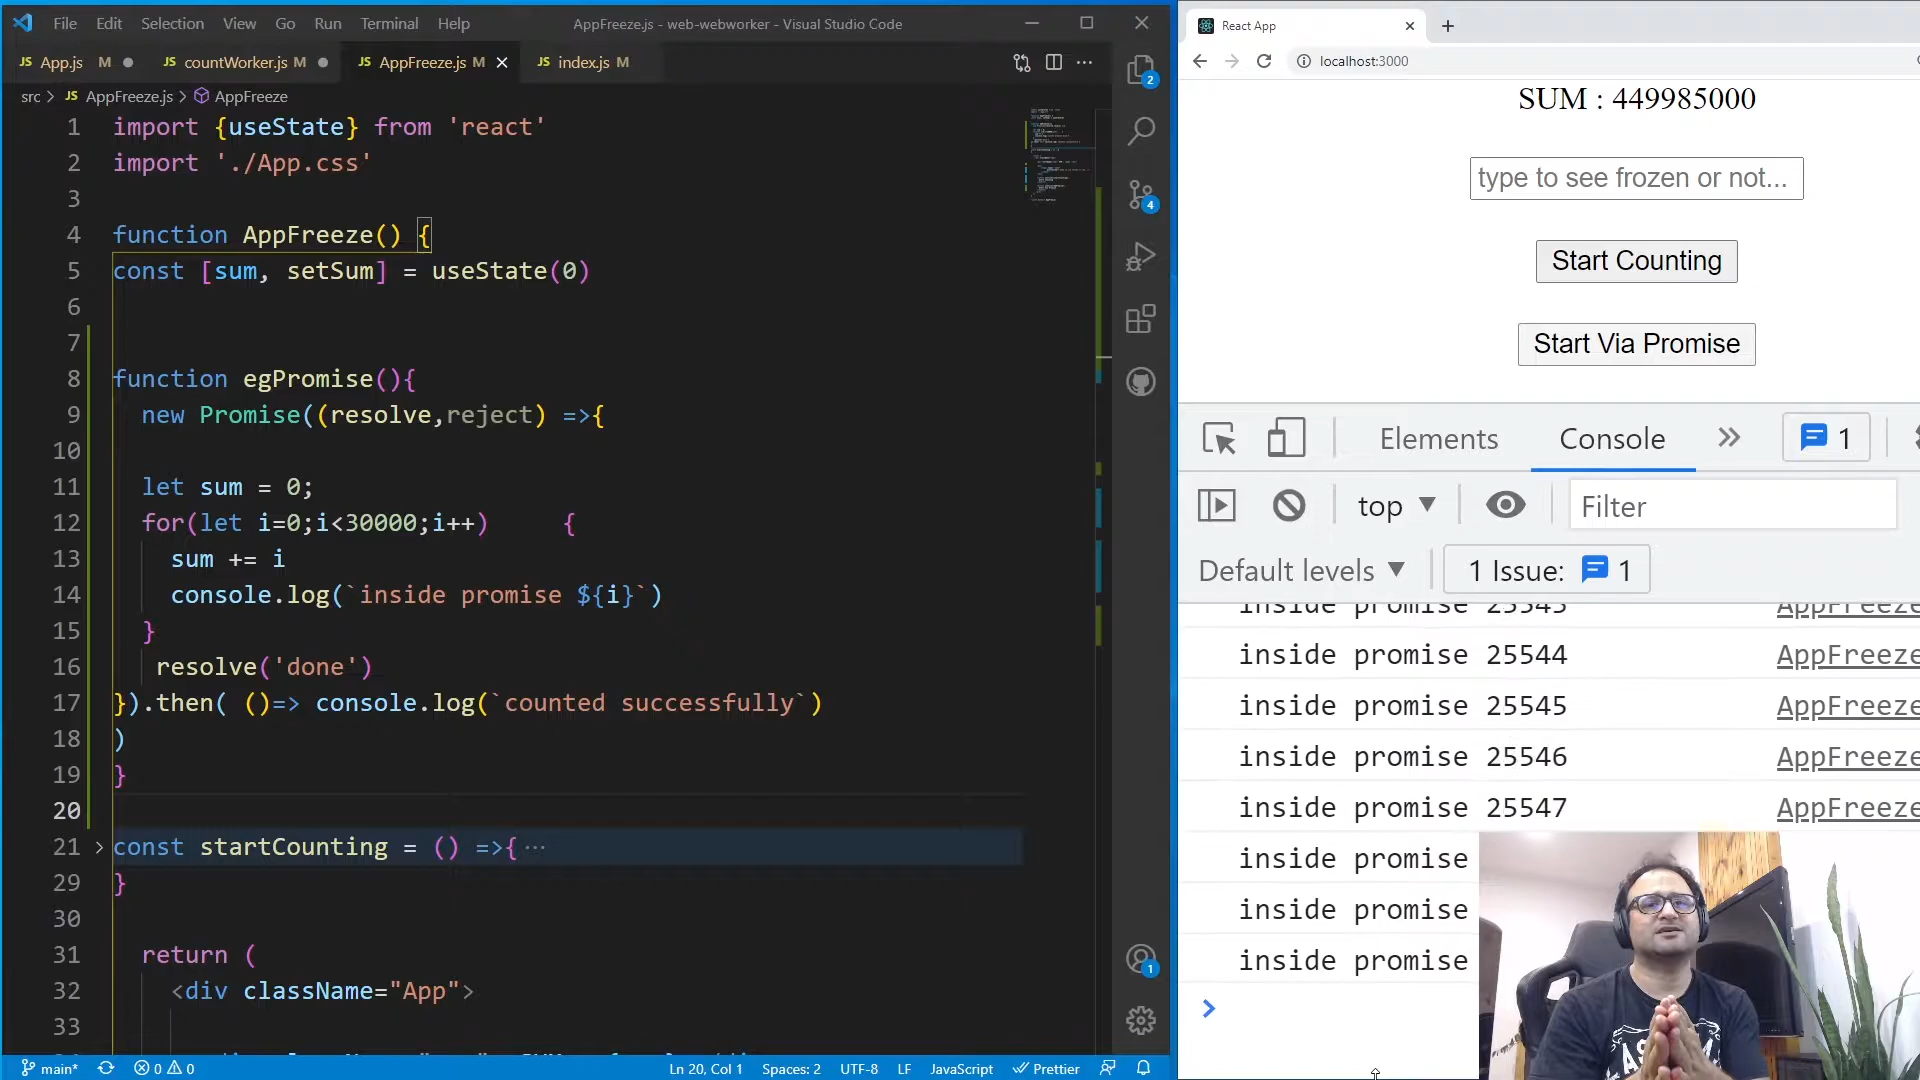 File Edit Selection View Go Run Terminal Help
AppFreeze.js - web-webworker - Visual Studio Code
JS App.js M
JS countWorker.js M
JS AppFreeze.js M
JS index.js M
src > JS AppFreeze.js > AppFreeze
1 import {useState} from 'react'
2 import './App.css'
3
4 function AppFreeze() {
5 const [sum, setSum] = useState(0)
6
7
8 function egPromise(){
9 new Promise((resolve,reject) =>{
10
11 let sum = 0;
12 for(let i=0;i<30000;i++) {
13 sum += i
14 console.log(`inside promise ${i}`)
15 }
16 resolve('done')
17 }).then( ()=> console.log(`counted successfully`)
18 )
19 }
20
21 const startCounting = () =>{ ...
29 }
30
31 return (
32 <div className="App">
33
2
4
1
main* 0 0
Ln 20, Col 1 Spaces: 2 UTF-8 LF JavaScript Prettier
React App
localhost:3000
SUM : 449985000
type to see frozen or not...
Start Counting
Start Via Promise
Elements Console 1
top Filter
Default levels 1 Issue: 1
inside promise 25543 AppFreeze
inside promise 25544 AppFreeze
inside promise 25545 AppFreeze
inside promise 25546 AppFreeze
inside promise 25547 AppFreeze
inside promise
inside promise
inside promise